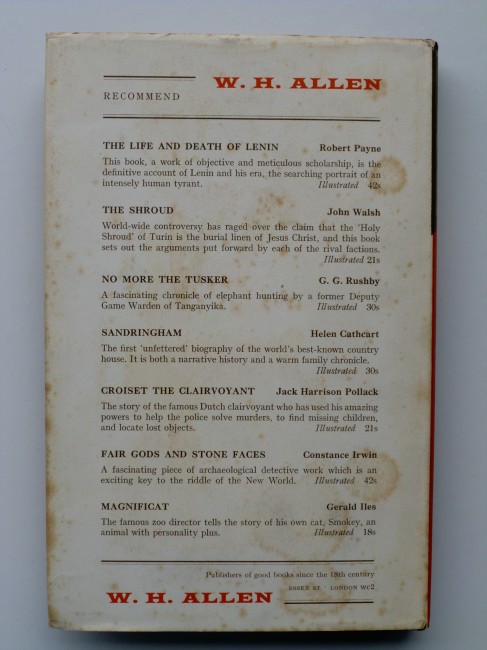 W. H. ALLEN
RECOMMEND
THE LIFE AND DEATH OF LENIN Robert Payne
This book, a work of objective and meticulous scholarship, is the
definitive account of Lenin and his era, the searching portrait of an
intensely human tyrant. Illustrated 42s
THE SHROUD John Walsh
World-wide controversy has raged over the claim that the 'Holy
Shroud' of Turin is the burial linen of Jesus Christ, and this book
sets out the arguments put forward by each of the rival factions.
Illustrated 21s
NO MORE THE TUSKER G. G. Rushby
A fascinating chronicle of elephant hunting by a former Deputy
Game Warden of Tanganyika. Illustrated 30s
SANDRINGHAM Helen Cathcart
The first 'unfettered' biography of the world's best-known country
house. It is both a narrative history and a warm family chronicle.
Illustrated 30s
CROISET THE CLAIRVOYANT Jack Harrison Pollack
The story of the famous Dutch clairvoyant who has used his amazing
powers to help the police solve murders, to find missing children,
and locate lost objects. Illustrated 21s
FAIR GODS AND STONE FACES Constance Irwin
A fascinating piece of archaeological detective work which is an
exciting key to the riddle of the New World. Illustrated 42s
MAGNIFICAT Gerald Iles
The famous zoo director tells the story of his own cat, Smokey, an
animal with personality plus. Illustrated 18s
Publishers of good books since the 18th century
ESSEX ST · LONDON WC2
W. H. ALLEN